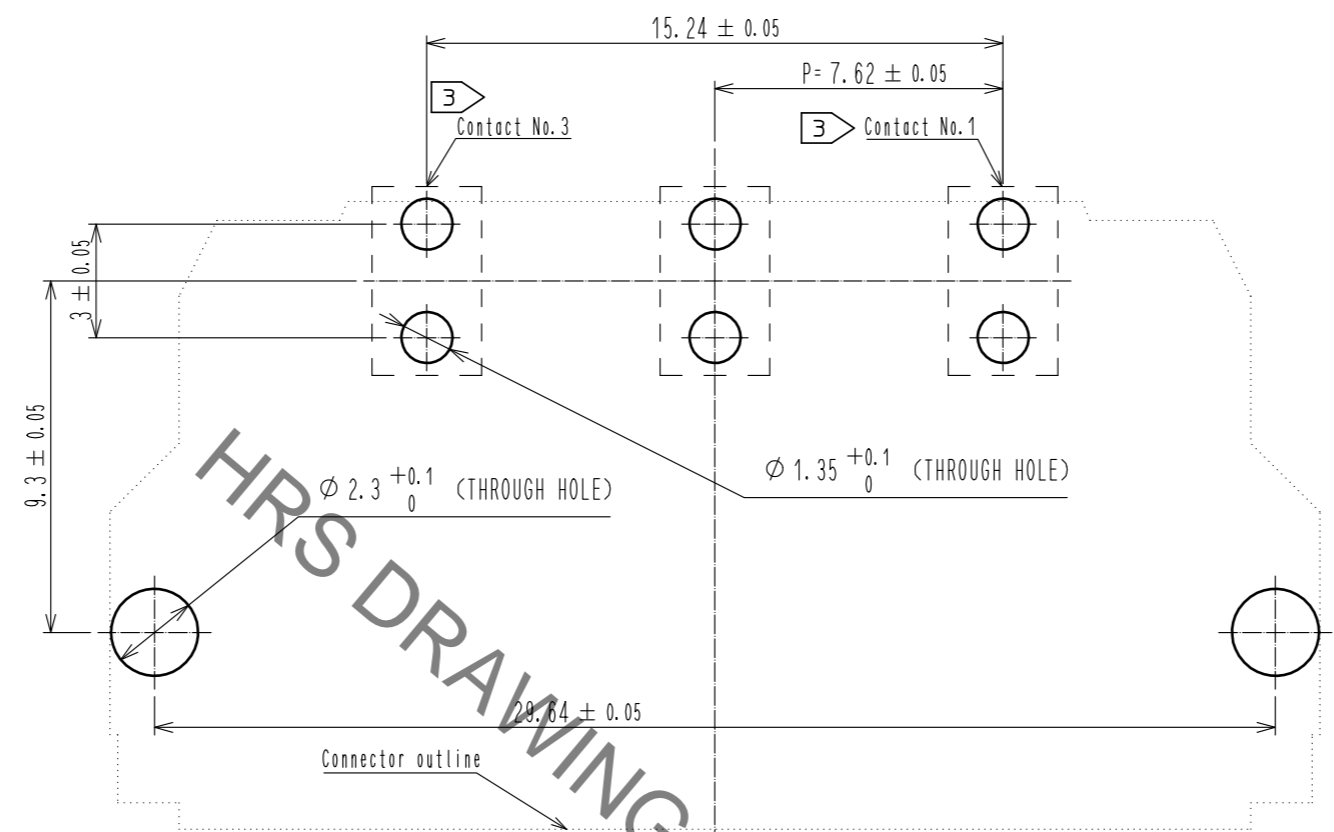 15.24 ± 0.05
P= 7.62 ± 0.05
3
Contact No.3
3 Contact No.1
3 ± 0.05
9.3 ± 0.05
Ø 2.3 +0.1 0 (THROUGH HOLE)
Ø 1.35 +0.1 0 (THROUGH HOLE)
29.64 ± 0.05
Connector outline
HRS DRAWING